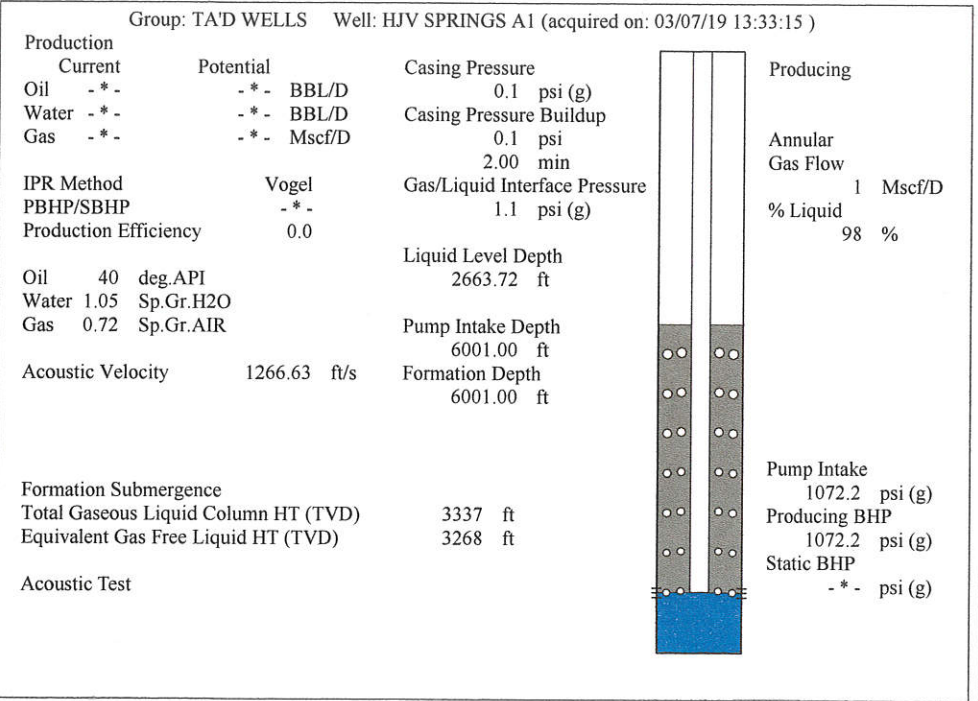 Group: TA'D WELLS Well: HJV SPRINGS A1 (acquired on: 03/07/19 13:33:15 )
Production
Current Potential
Oil - * - - * - BBL/D
Water - * - - * - BBL/D
Gas - * - - * - Mscf/D
IPR Method Vogel
PBHP/SBHP - * -
Production Efficiency 0.0
Oil 40 deg.API
Water 1.05 Sp.Gr.H2O
Gas 0.72 Sp.Gr.AIR
Acoustic Velocity 1266.63 ft/s
Casing Pressure
0.1 psi (g)
Casing Pressure Buildup
0.1 psi
2.00 min
Gas/Liquid Interface Pressure
1.1 psi (g)
Liquid Level Depth
2663.72 ft
Pump Intake Depth
6001.00 ft
Formation Depth
6001.00 ft
Formation Submergence
Total Gaseous Liquid Column HT (TVD) 3337 ft
Equivalent Gas Free Liquid HT (TVD) 3268 ft
Acoustic Test
Producing
Annular
Gas Flow
1 Mscf/D
% Liquid
98 %
Pump Intake
1072.2 psi (g)
Producing BHP
1072.2 psi (g)
Static BHP
- * - psi (g)